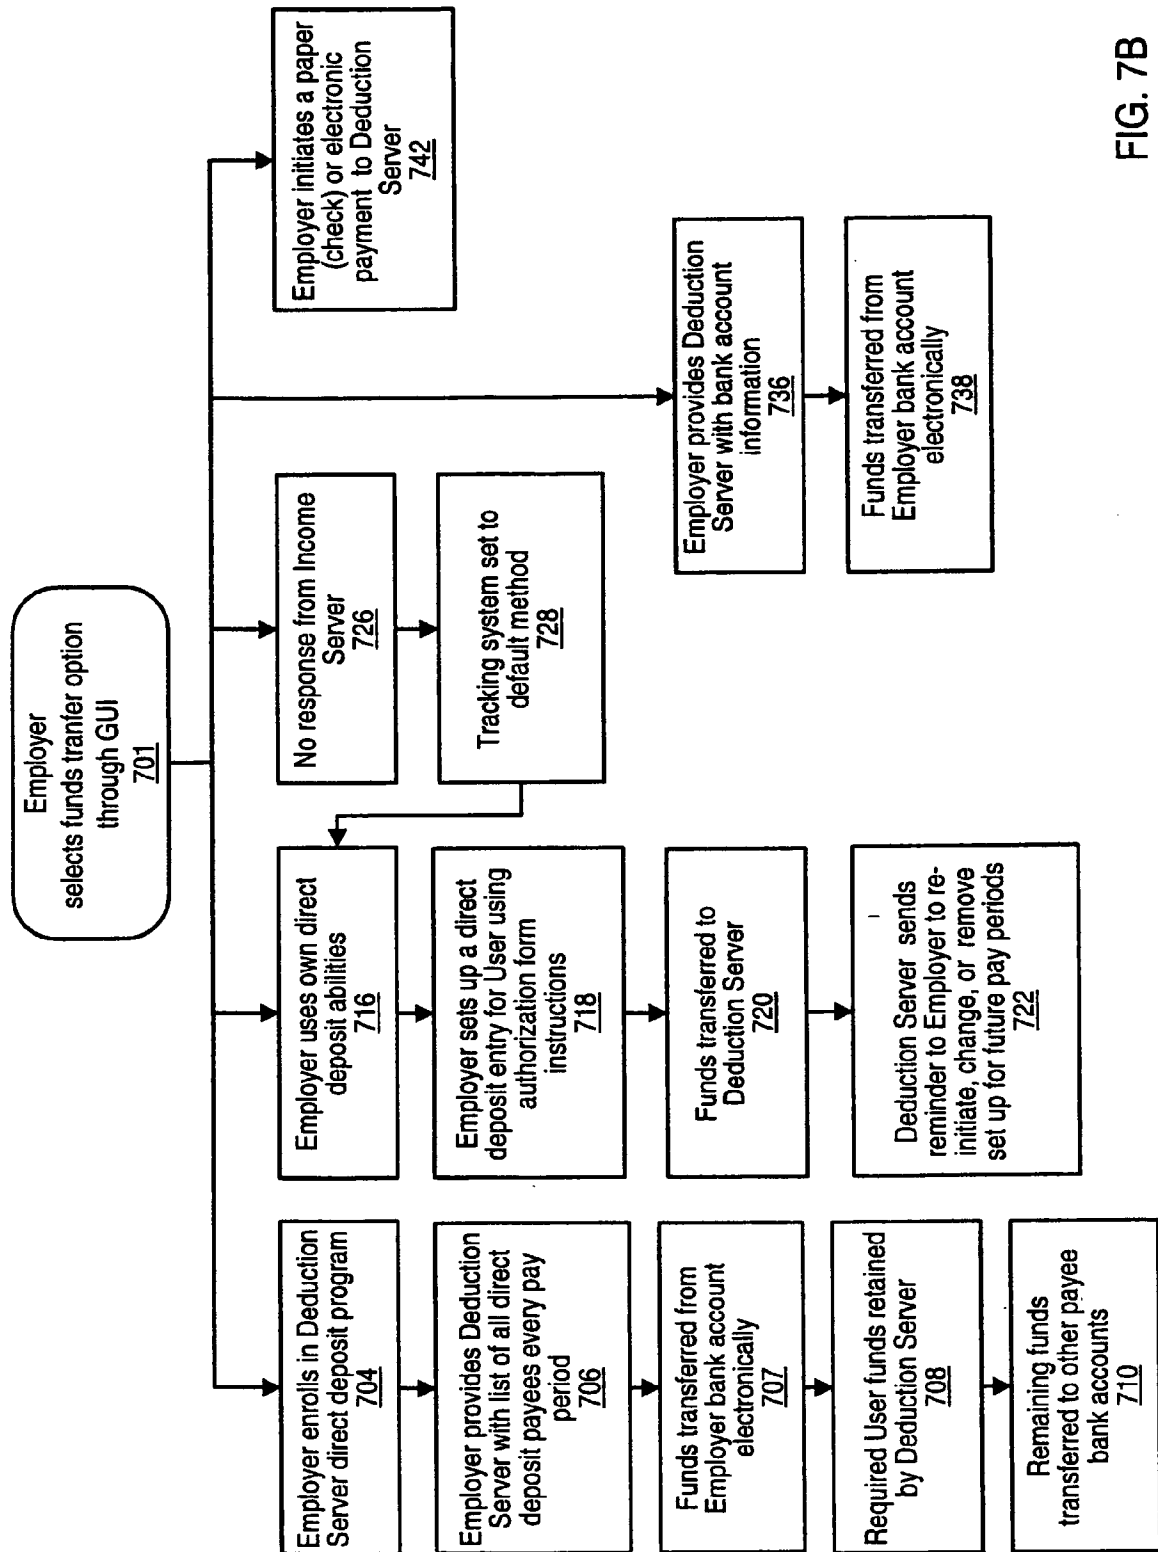 Employer
selects funds tranfer option
through GUI
701
Employer enrolls in Deduction
Server direct deposit program
704
Employer provides Deduction
Server with list of all direct
deposit payees every pay
period
706
Funds transferred from
Employer bank account
electronically
707
Required User funds retained
by Deduction Server
708
Remaining funds
transferred to other payee
bank accounts
710
Employer uses own direct
deposit abilities
716
Employer sets up a direct
deposit entry for User using
authorization form
instructions
718
Funds transferred to
Deduction Server
720
Deduction Server sends
reminder to Employer to re-
initiate, change, or remove
set up for future pay periods
722
No response from Income
Server
726
Tracking system set to
default method
728
Employer provides Deduction
Server with bank account
information
736
Funds transferred from
Employer bank account
electronically
738
Employer initiates a paper
(check) or electronic
payment to Deduction
Server
742
FIG. 7B